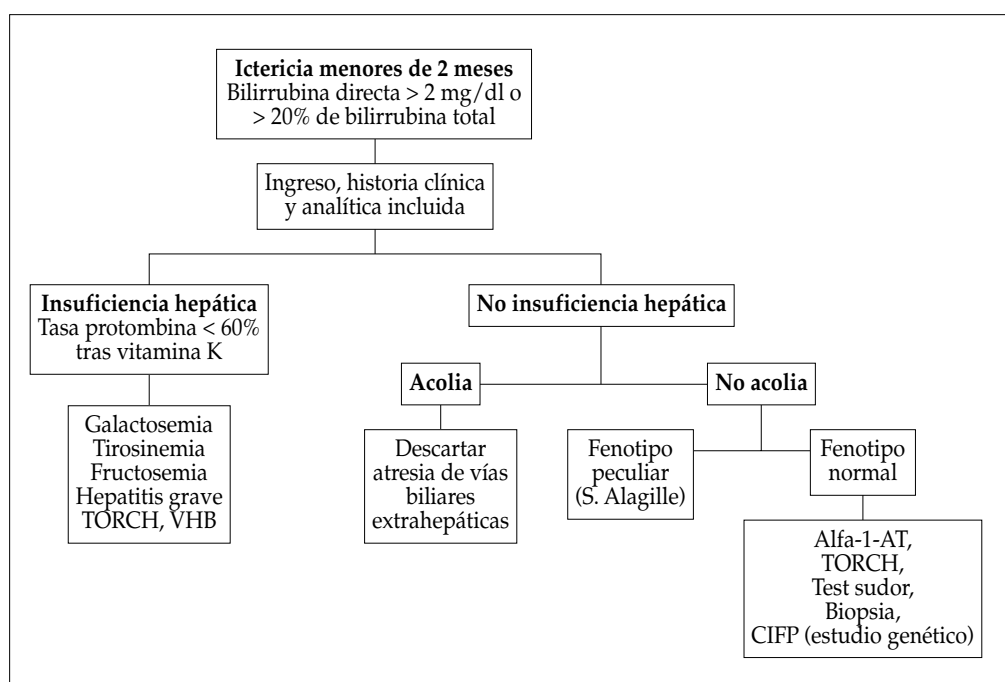 Ictericia menores de 2 meses
Bilirrubina directa > 2 mg/dl o
> 20% de bilirrubina total
Ingreso, historia clínica
y analítica incluida
Insuficiencia hepática
Tasa protombina < 60%
tras vitamina K
No insuficiencia hepática
Acolia
No acolia
Galactosemia
Tirosinemia
Fructosemia
Hepatitis grave
TORCH, VHB
Descartar
atresia de vías
biliares
extrahepáticas
Fenotipo
peculiar
(S. Alagille)
Fenotipo
normal
Alfa-1-AT,
TORCH,
Test sudor,
Biopsia,
CIFP (estudio genético)